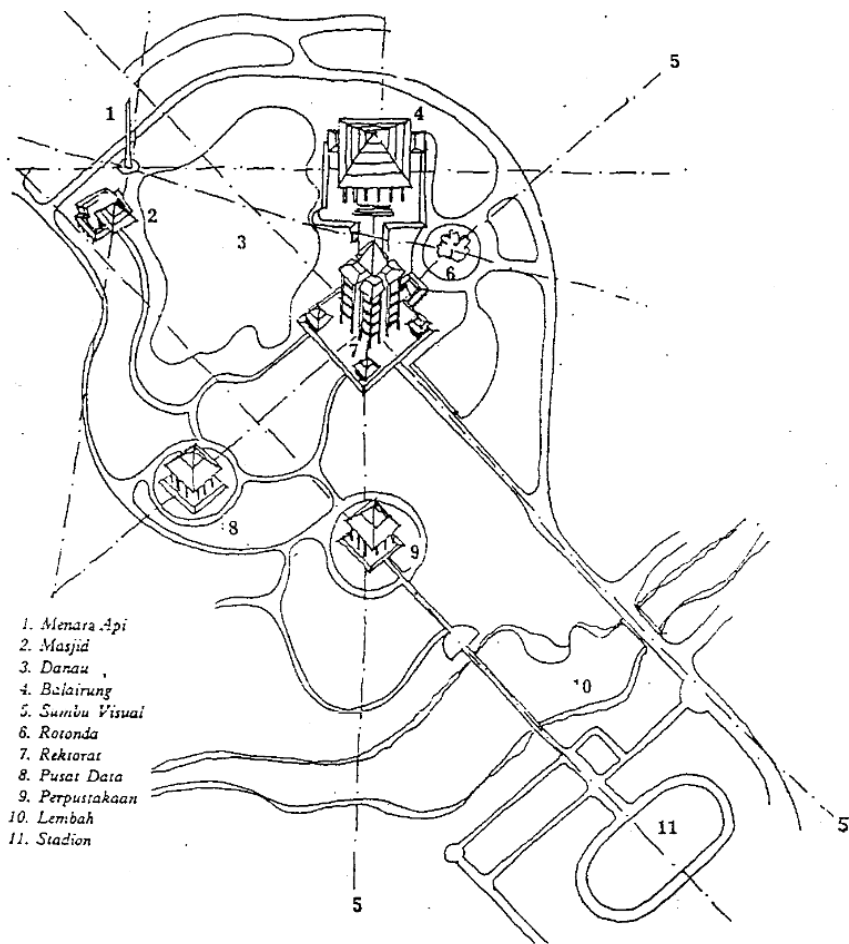 5
1
4
2
3
6
7
8
9
1. Menara Api
2. Masjid
3. Danau
4. Balairung
5. Sumbu Visual
6. Rotonda
7. Rektorat
8. Pusat Data
9. Perpustakaan
10. Lembah
11. Stadion
10
11
5
5